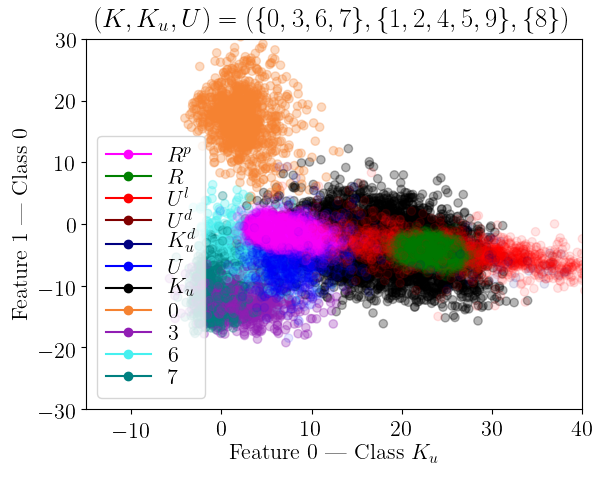 (K, K_u, U) = ({0, 3, 6, 7}, {1, 2, 4, 5, 9}, {8})
30
20
10
0
−10
−20
−30
Feature 1 — Class 0
R^p
R
U^l
U^d
K_u^d
U
K_u
0
3
6
7
−10 0 10 20 30 40
Feature 0 — Class K_u